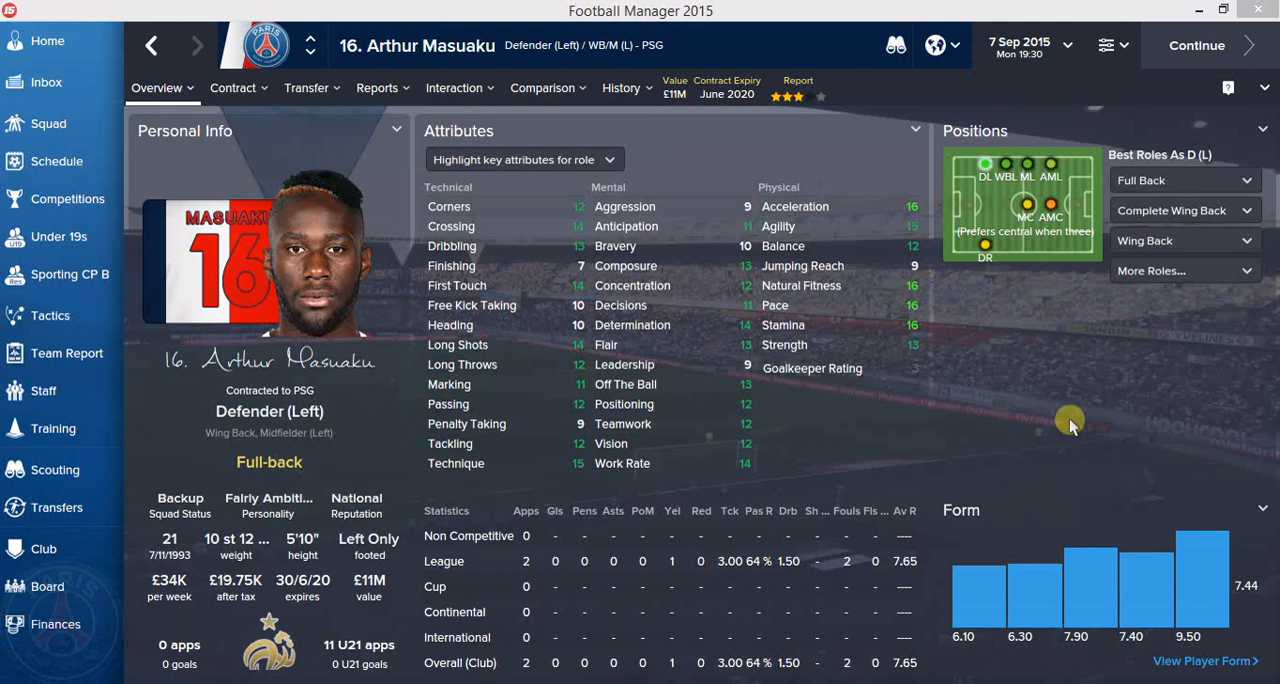 Football Manager 2015
Home
Inbox
Squad
Schedule
Competitions
Under 19s
Sporting CP B
Tactics
Team Report
Staff
Training
Scouting
Transfers
Club
Board
Finances
16. Arthur Masuaku Defender (Left) / WB/M (L) - PSG
7 Sep 2015
Mon 19:30
Continue
Overview Contract Transfer Reports Interaction Comparison History
Value £11M
Contract Expiry June 2020
Report
Personal Info
MASUAKU
16
16. Arthur Masuaku
Contracted to PSG
Defender (Left)
Wing Back, Midfielder (Left)
Full-back
Backup Fairly Ambiti... National
Squad Status Personality Reputation
21 10 st 12 ... 5'10" Left Only
7/11/1993 weight height footed
£34K £19.75K 30/6/20 £11M
per week after tax expires value
0 apps 11 U21 apps
0 goals 0 U21 goals
Attributes
Highlight key attributes for role
Technical Mental Physical
Corners 12 Aggression 9 Acceleration 16
Crossing 14 Anticipation 11 Agility 15
Dribbling 13 Bravery 10 Balance 12
Finishing 7 Composure 13 Jumping Reach 9
First Touch 14 Concentration 12 Natural Fitness 16
Free Kick Taking 10 Decisions 11 Pace 16
Heading 10 Determination 14 Stamina 16
Long Shots 14 Flair 13 Strength 13
Long Throws 12 Leadership 9 Goalkeeper Rating 3
Marking 11 Off The Ball 13
Passing 12 Positioning 12
Penalty Taking 9 Teamwork 12
Tackling 12 Vision 12
Technique 15 Work Rate 14
Statistics Apps Gls Pens Asts PoM Yel Red Tck Pas R Drb Sh ... Fouls Fls ... Av R
Non Competitive 0 - - - - - - - - - - - - ----
League 2 0 0 0 0 1 0 3.00 64 % 1.50 - 2 0 7.65
Cup 0 - - - - - - - - - - - - ----
Continental 0 - - - - - - - - - - - - ----
International 0 - - - - - - - - - - - - ----
Overall (Club) 2 0 0 0 0 1 0 3.00 64 % 1.50 - 2 0 7.65
Positions
DL WBL ML AML
MC AMC
(Prefers central when three)
DR
Best Roles As D (L)
Full Back
Complete Wing Back
Wing Back
More Roles...
Form
7.44
6.10 6.30 7.90 7.40 9.50
View Player Form>